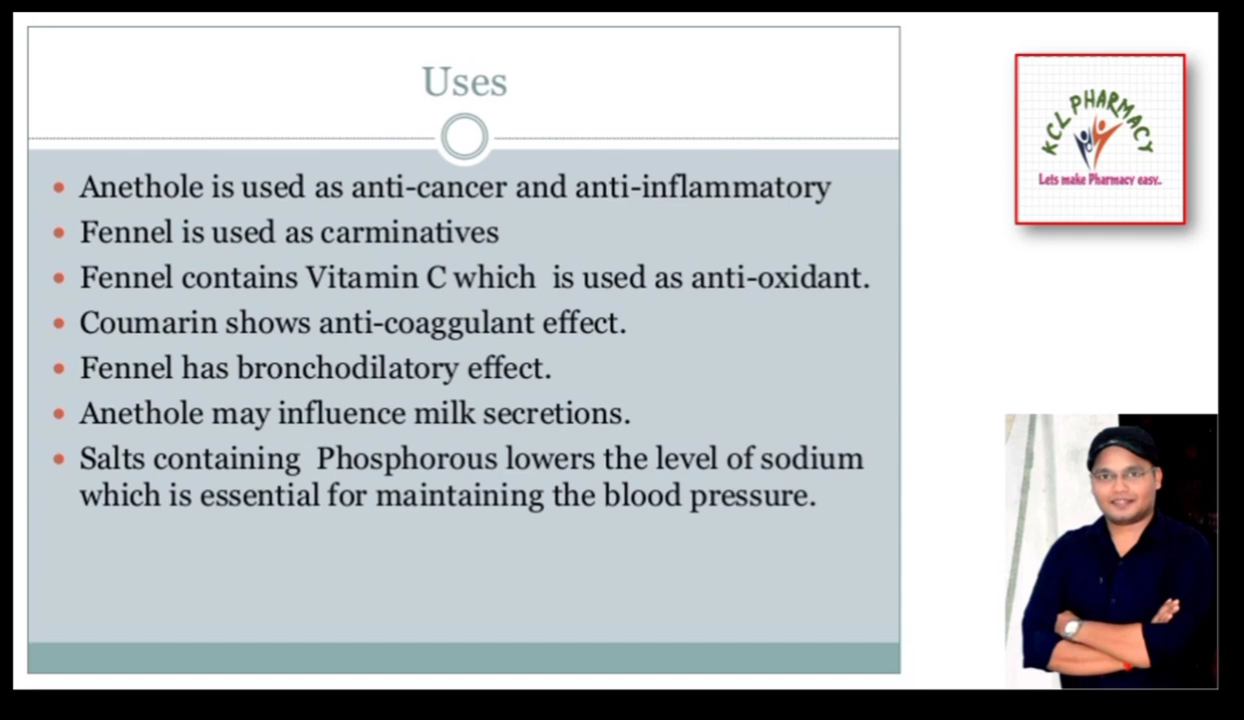 Uses
• Anethole is used as anti-cancer and anti-inflammatory
• Fennel is used as carminatives
• Fennel contains Vitamin C which is used as anti-oxidant.
• Coumarin shows anti-coaggulant effect.
• Fennel has bronchodilatory effect.
• Anethole may influence milk secretions.
• Salts containing Phosphorous lowers the level of sodium
which is essential for maintaining the blood pressure.
KCL PHARMACY
Lets make Pharmacy easy..